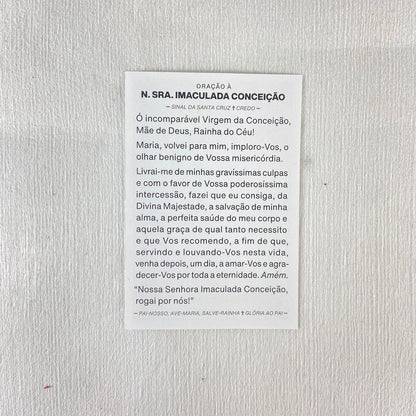 ORAÇÃO À
N. SRA. IMACULADA CONCEIÇÃO
– SINAL DA SANTA CRUZ ✝ CREDO –
Ó incomparável Virgem da Conceição,
Mãe de Deus, Rainha do Céu!
Maria, volvei para mim, imploro-Vos, o
olhar benigno de Vossa misericórdia.
Livrai-me de minhas gravíssimas culpas
e com o favor de Vossa poderosíssima
intercessão, fazei que eu consiga, da
Divina Majestade, a salvação de minha
alma, a perfeita saúde do meu corpo e
aquela graça de qual tanto necessito
e que Vos recomendo, a fim de que,
servindo e louvando-Vos nesta vida,
venha depois, um dia, a amar-Vos e agra-
decer-Vos por toda a eternidade. Amém.
“Nossa Senhora Imaculada Conceição,
rogai por nós!”
– PAI-NOSSO, AVE-MARIA, SALVE-RAINHA ✝ GLÓRIA AO PAI –